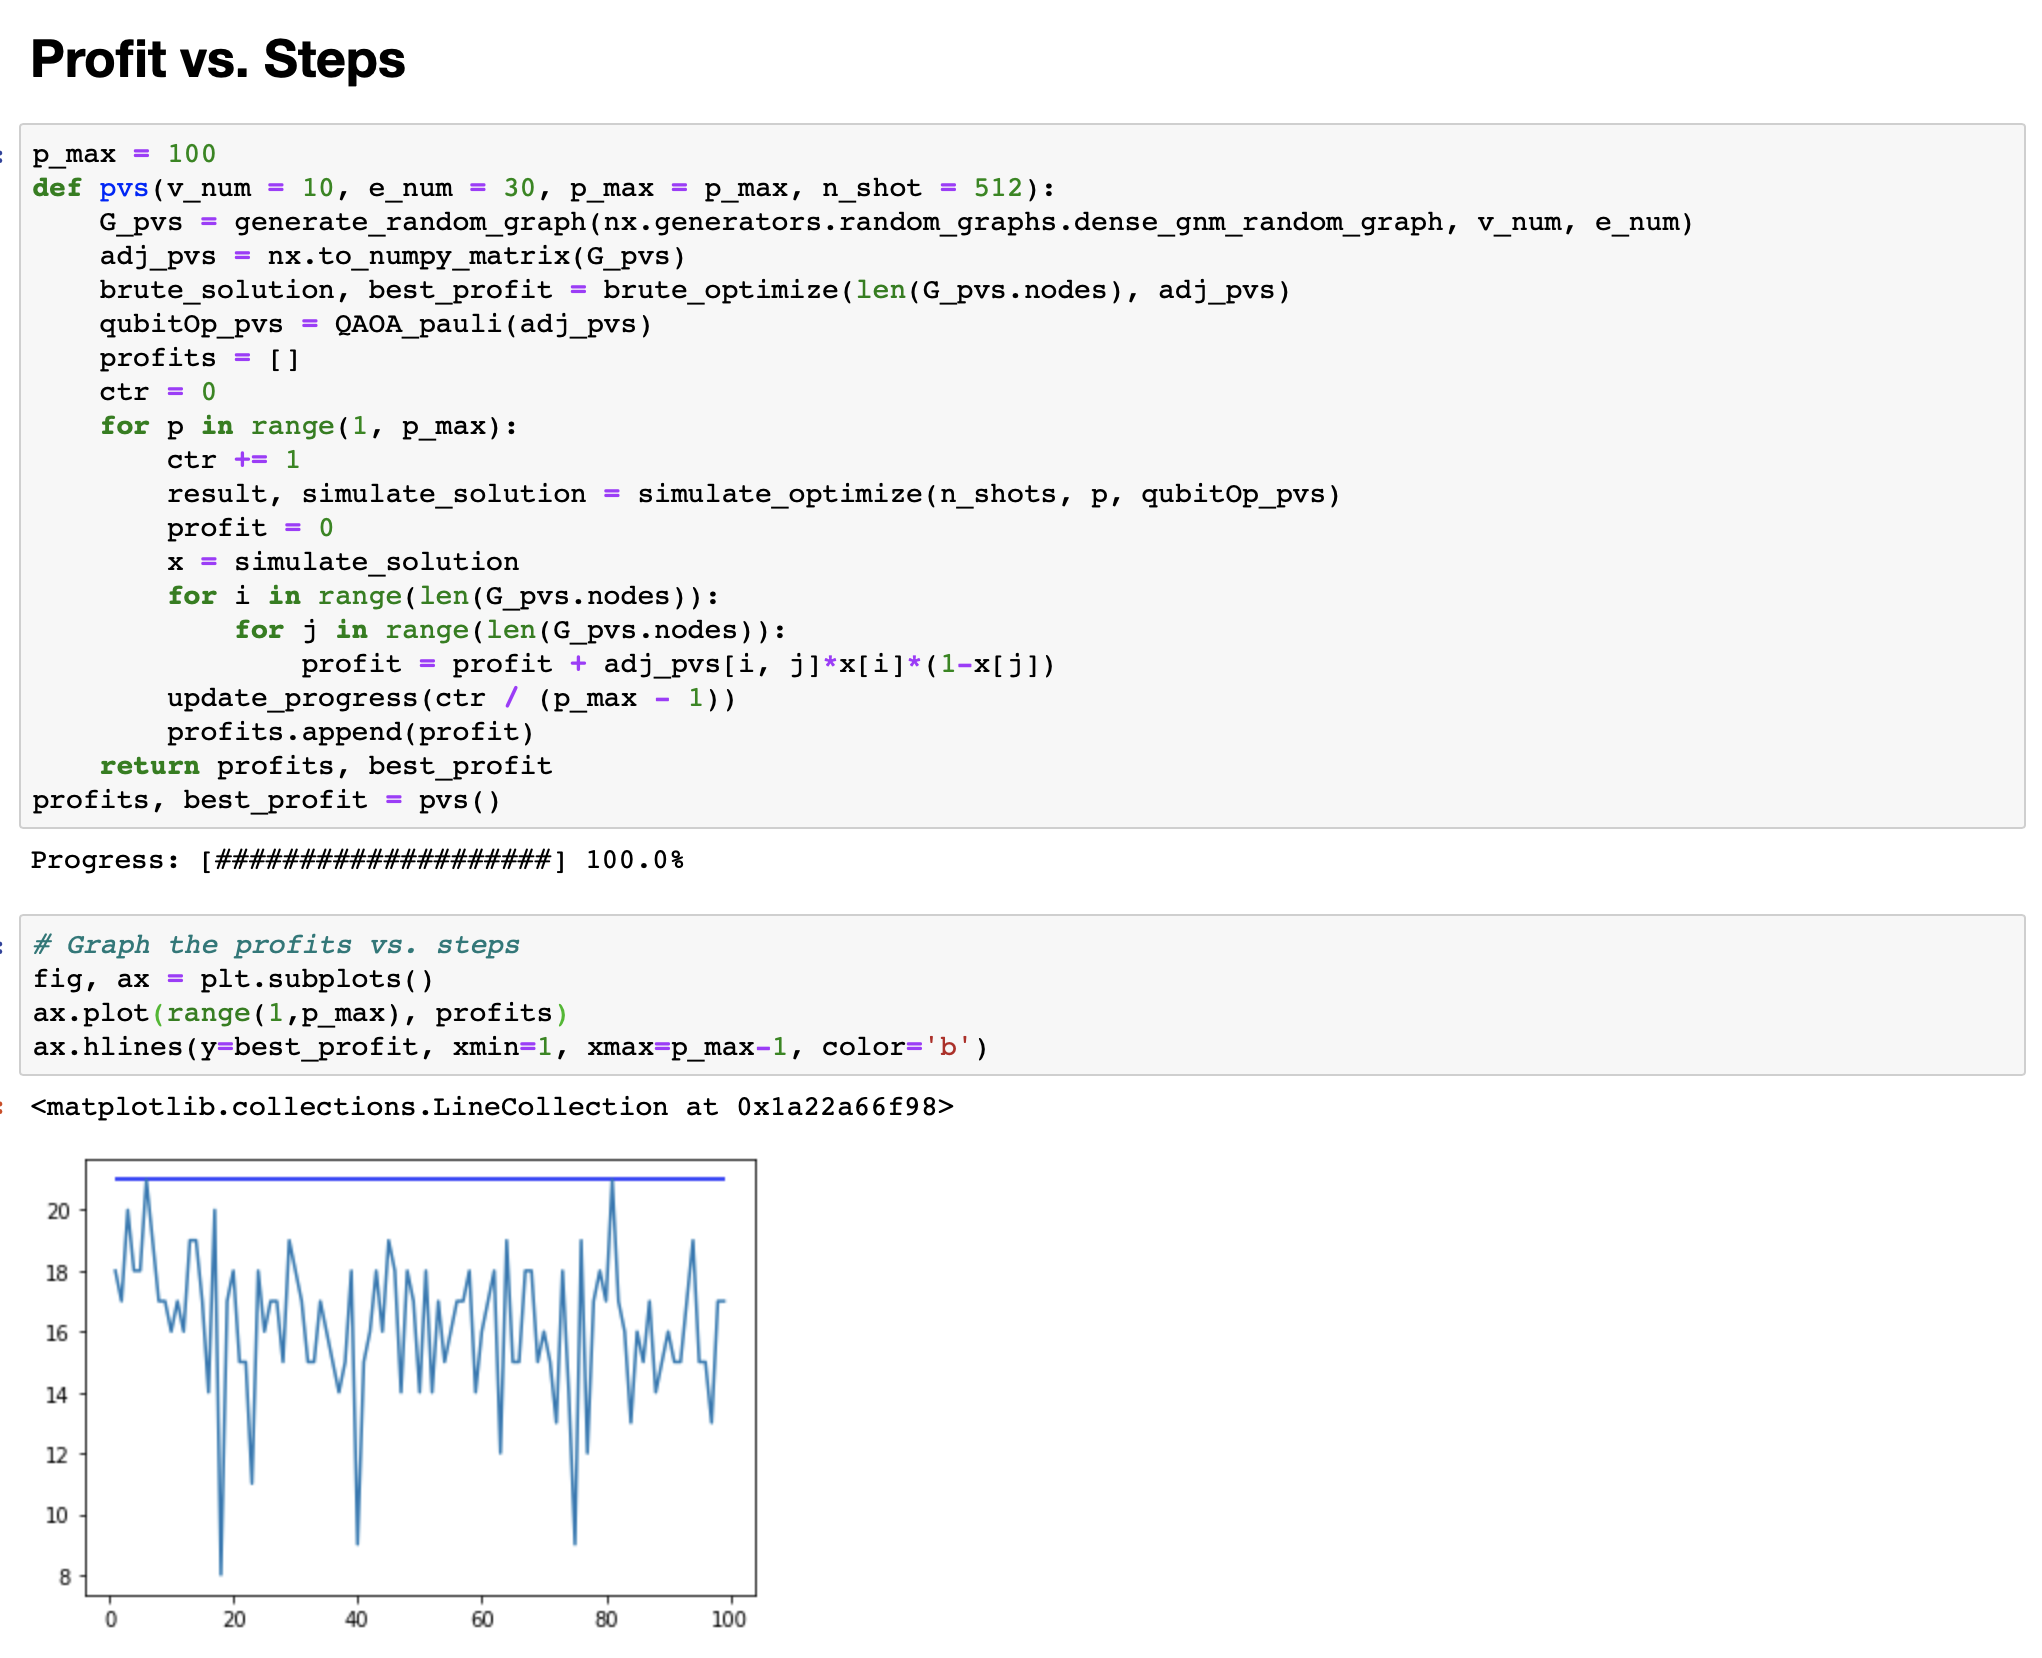 Profit vs. Steps
p_max = 100
def pvs(v_num = 10, e_num = 30, p_max = p_max, n_shot = 512):
    G_pvs = generate_random_graph(nx.generators.random_graphs.dense_gnm_random_graph, v_num, e_num)
    adj_pvs = nx.to_numpy_matrix(G_pvs)
    brute_solution, best_profit = brute_optimize(len(G_pvs.nodes), adj_pvs)
    qubitOp_pvs = QAOA_pauli(adj_pvs)
    profits = []
    ctr = 0
    for p in range(1, p_max):
        ctr += 1
        result, simulate_solution = simulate_optimize(n_shots, p, qubitOp_pvs)
        profit = 0
        x = simulate_solution
        for i in range(len(G_pvs.nodes)):
            for j in range(len(G_pvs.nodes)):
                profit = profit + adj_pvs[i, j]*x[i]*(1-x[j])
        update_progress(ctr / (p_max - 1))
        profits.append(profit)
    return profits, best_profit
profits, best_profit = pvs()
Progress: [####################] 100.0%
# Graph the profits vs. steps
fig, ax = plt.subplots()
ax.plot(range(1,p_max), profits)
ax.hlines(y=best_profit, xmin=1, xmax=p_max-1, color='b')
<matplotlib.collections.LineCollection at 0x1a22a66f98>
20
18
16
14
12
10
8
0 20 40 60 80 100